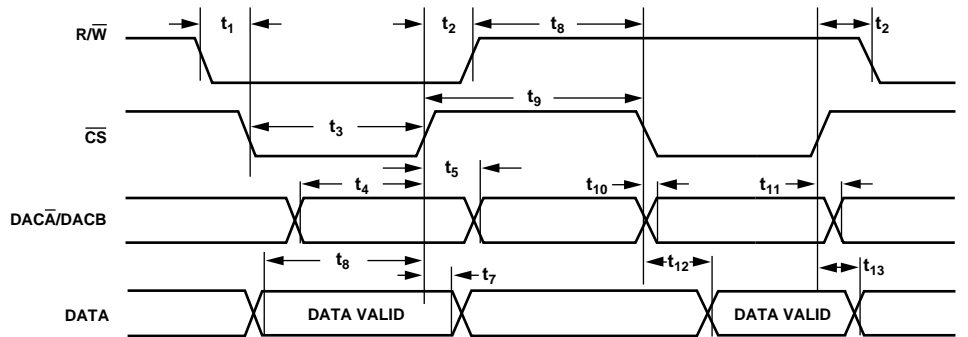 t1 t2 t8 t2
R/W̅
t9
C̅S̅ t3
t5
t4 t10 t11
DACA̅/DACB
t8 t7 t12 t13
DATA DATA VALID DATA VALID